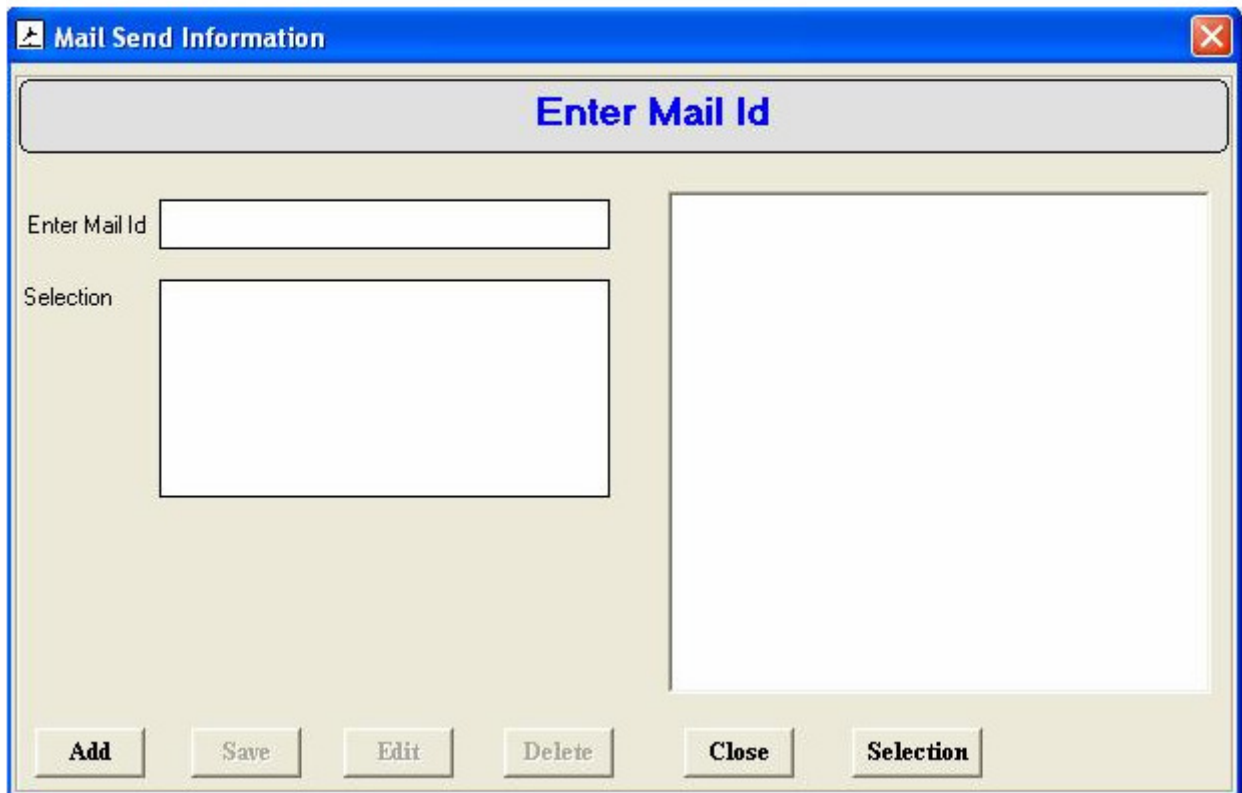 Mail Send Information
Enter Mail Id
Enter Mail Id
Selection
Add Save Edit Delete Close Selection